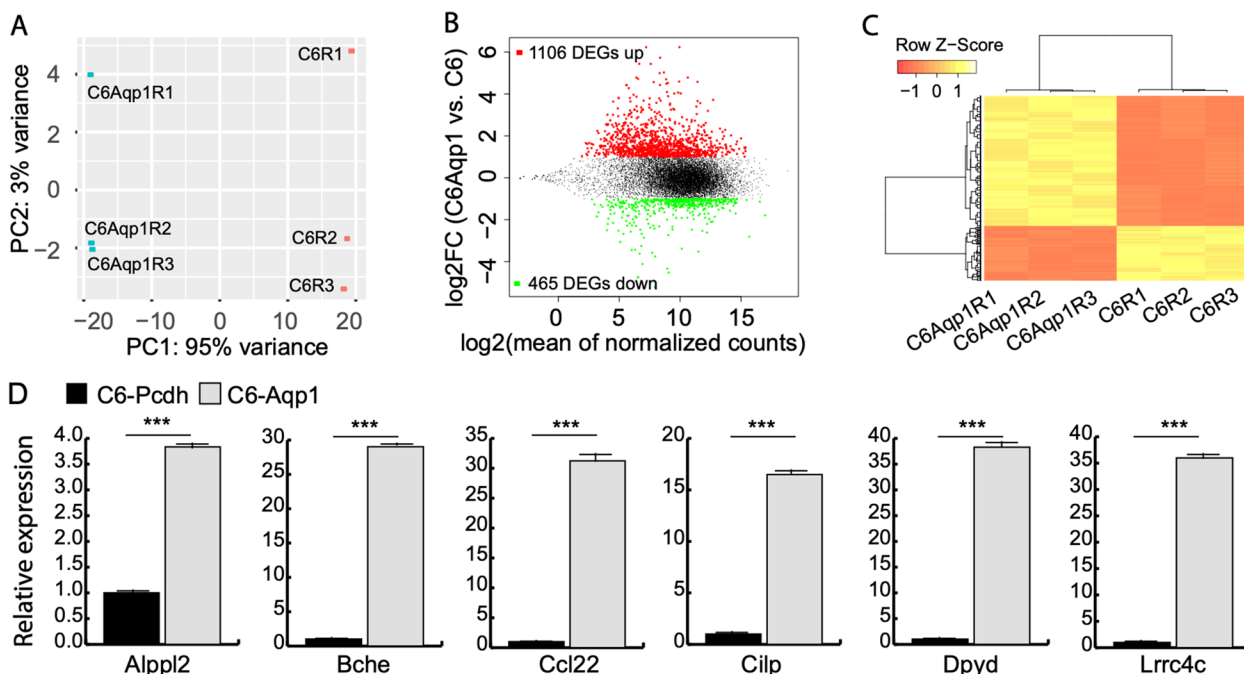 A
PC2: 3% variance
4
2
0
−2
C6R1
C6Aqp1R1
C6Aqp1R2
C6Aqp1R3
C6R2
C6R3
−20
−10
0
10
20
PC1: 95% variance
B
log2FC (C6Aqp1 vs. C6)
6
4
2
0
−2
−4
1106 DEGs up
465 DEGs down
0
5
10
15
log2(mean of normalized counts)
C
Row Z-Score
−1 0 1
C6Aqp1R1
C6Aqp1R2
C6Aqp1R3
C6R1
C6R2
C6R3
D
C6-Pcdh
C6-Aqp1
Relative expression
***
4.0
3.5
3.0
2.5
2.0
1.5
1.0
0.5
0.0
Alppl2
***
30
25
20
15
10
5
0
Bche
***
35
30
25
20
15
10
5
0
Ccl22
***
20
15
10
5
0
Cilp
***
40
35
30
25
20
15
10
5
0
Dpyd
***
40
35
30
25
20
15
10
5
0
Lrrc4c